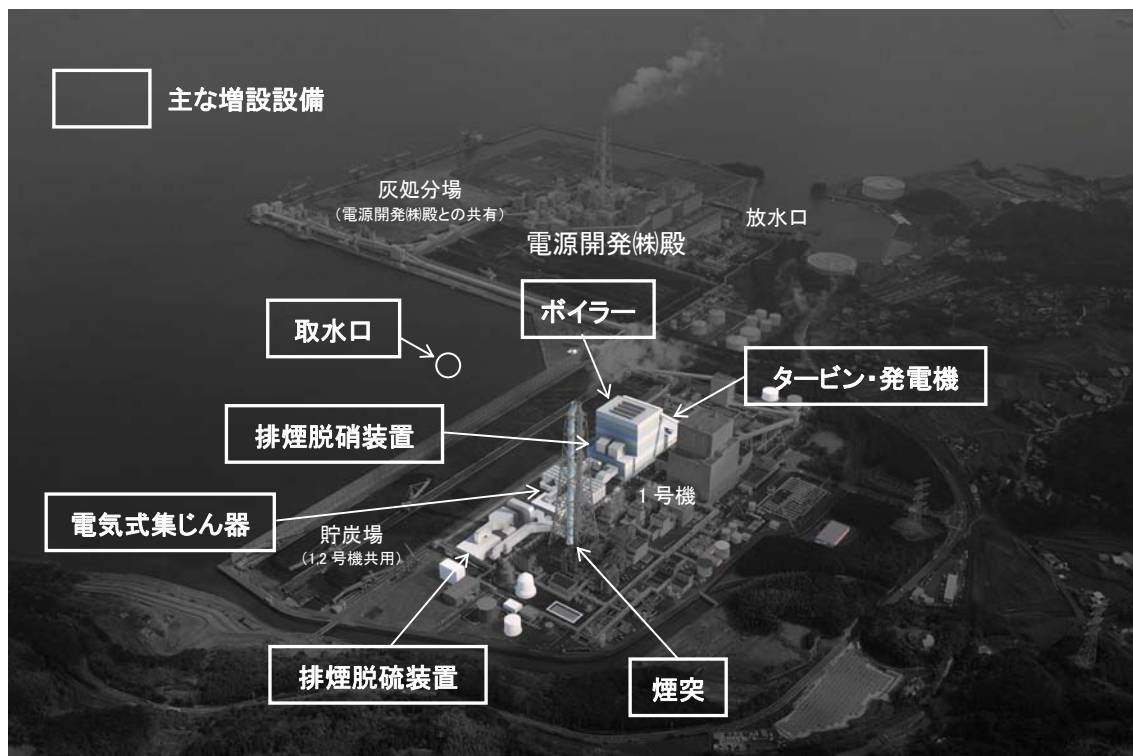 主な増設設備
灰処分場
（電源開発㈱殿との共有）
放水口
電源開発㈱殿
ボイラー
取水口
タービン・発電機
排煙脱硝装置
1号機
電気式集じん器
貯炭場
（1,2号機共用）
排煙脱硫装置
煙突